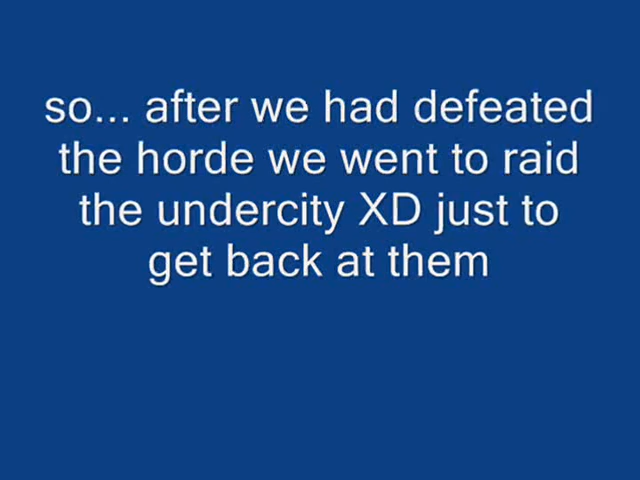 so... after we had defeated
the horde we went to raid
the undercity XD just to
get back at them